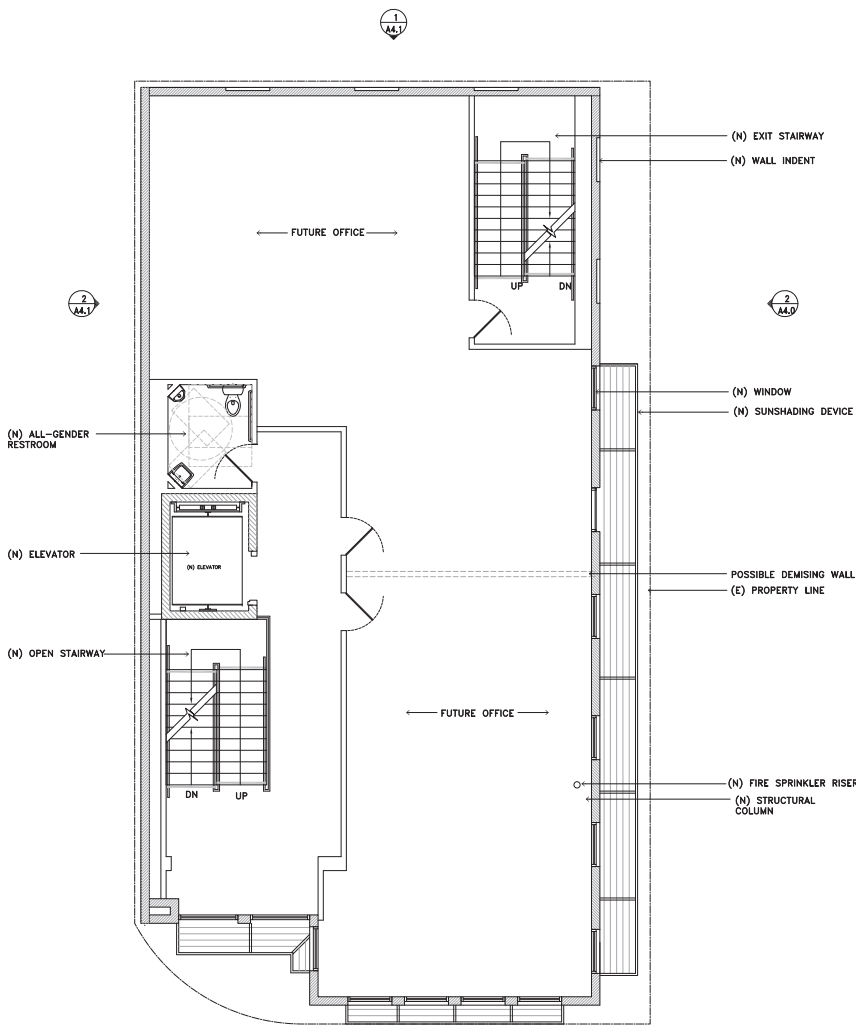 1
A4.1
(N) EXIT STAIRWAY
(N) WALL INDENT
FUTURE OFFICE
UP
DN
2
A4.1
2
A4.0
(N) WINDOW
(N) SUNSHADING DEVICE
(N) ALL-GENDER
RESTROOM
(N) ELEVATOR
(N) ELEVATOR
POSSIBLE DEMISING WALL
(E) PROPERTY LINE
(N) OPEN STAIRWAY
FUTURE OFFICE
DN
UP
(N) FIRE SPRINKLER RISER
(N) STRUCTURAL
COLUMN